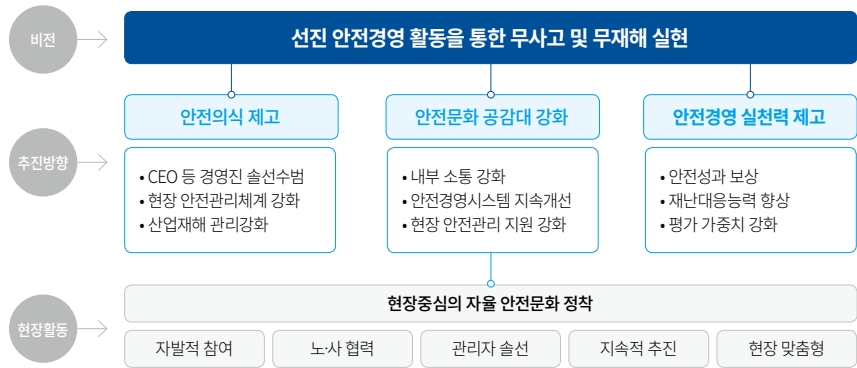 비전
선진 안전경영 활동을 통한 무사고 및 무재해 실현
추진방향
안전의식 제고
• CEO 등 경영진 솔선수범
• 현장 안전관리체계 강화
• 산업재해 관리강화
안전문화 공감대 강화
• 내부 소통 강화
• 안전경영시스템 지속개선
• 현장 안전관리 지원 강화
안전경영 실천력 제고
• 안전성과 보상
• 재난대응능력 향상
• 평가 가중치 강화
현장활동
현장중심의 자율 안전문화 정착
자발적 참여
노·사 협력
관리자 솔선
지속적 추진
현장 맞춤형